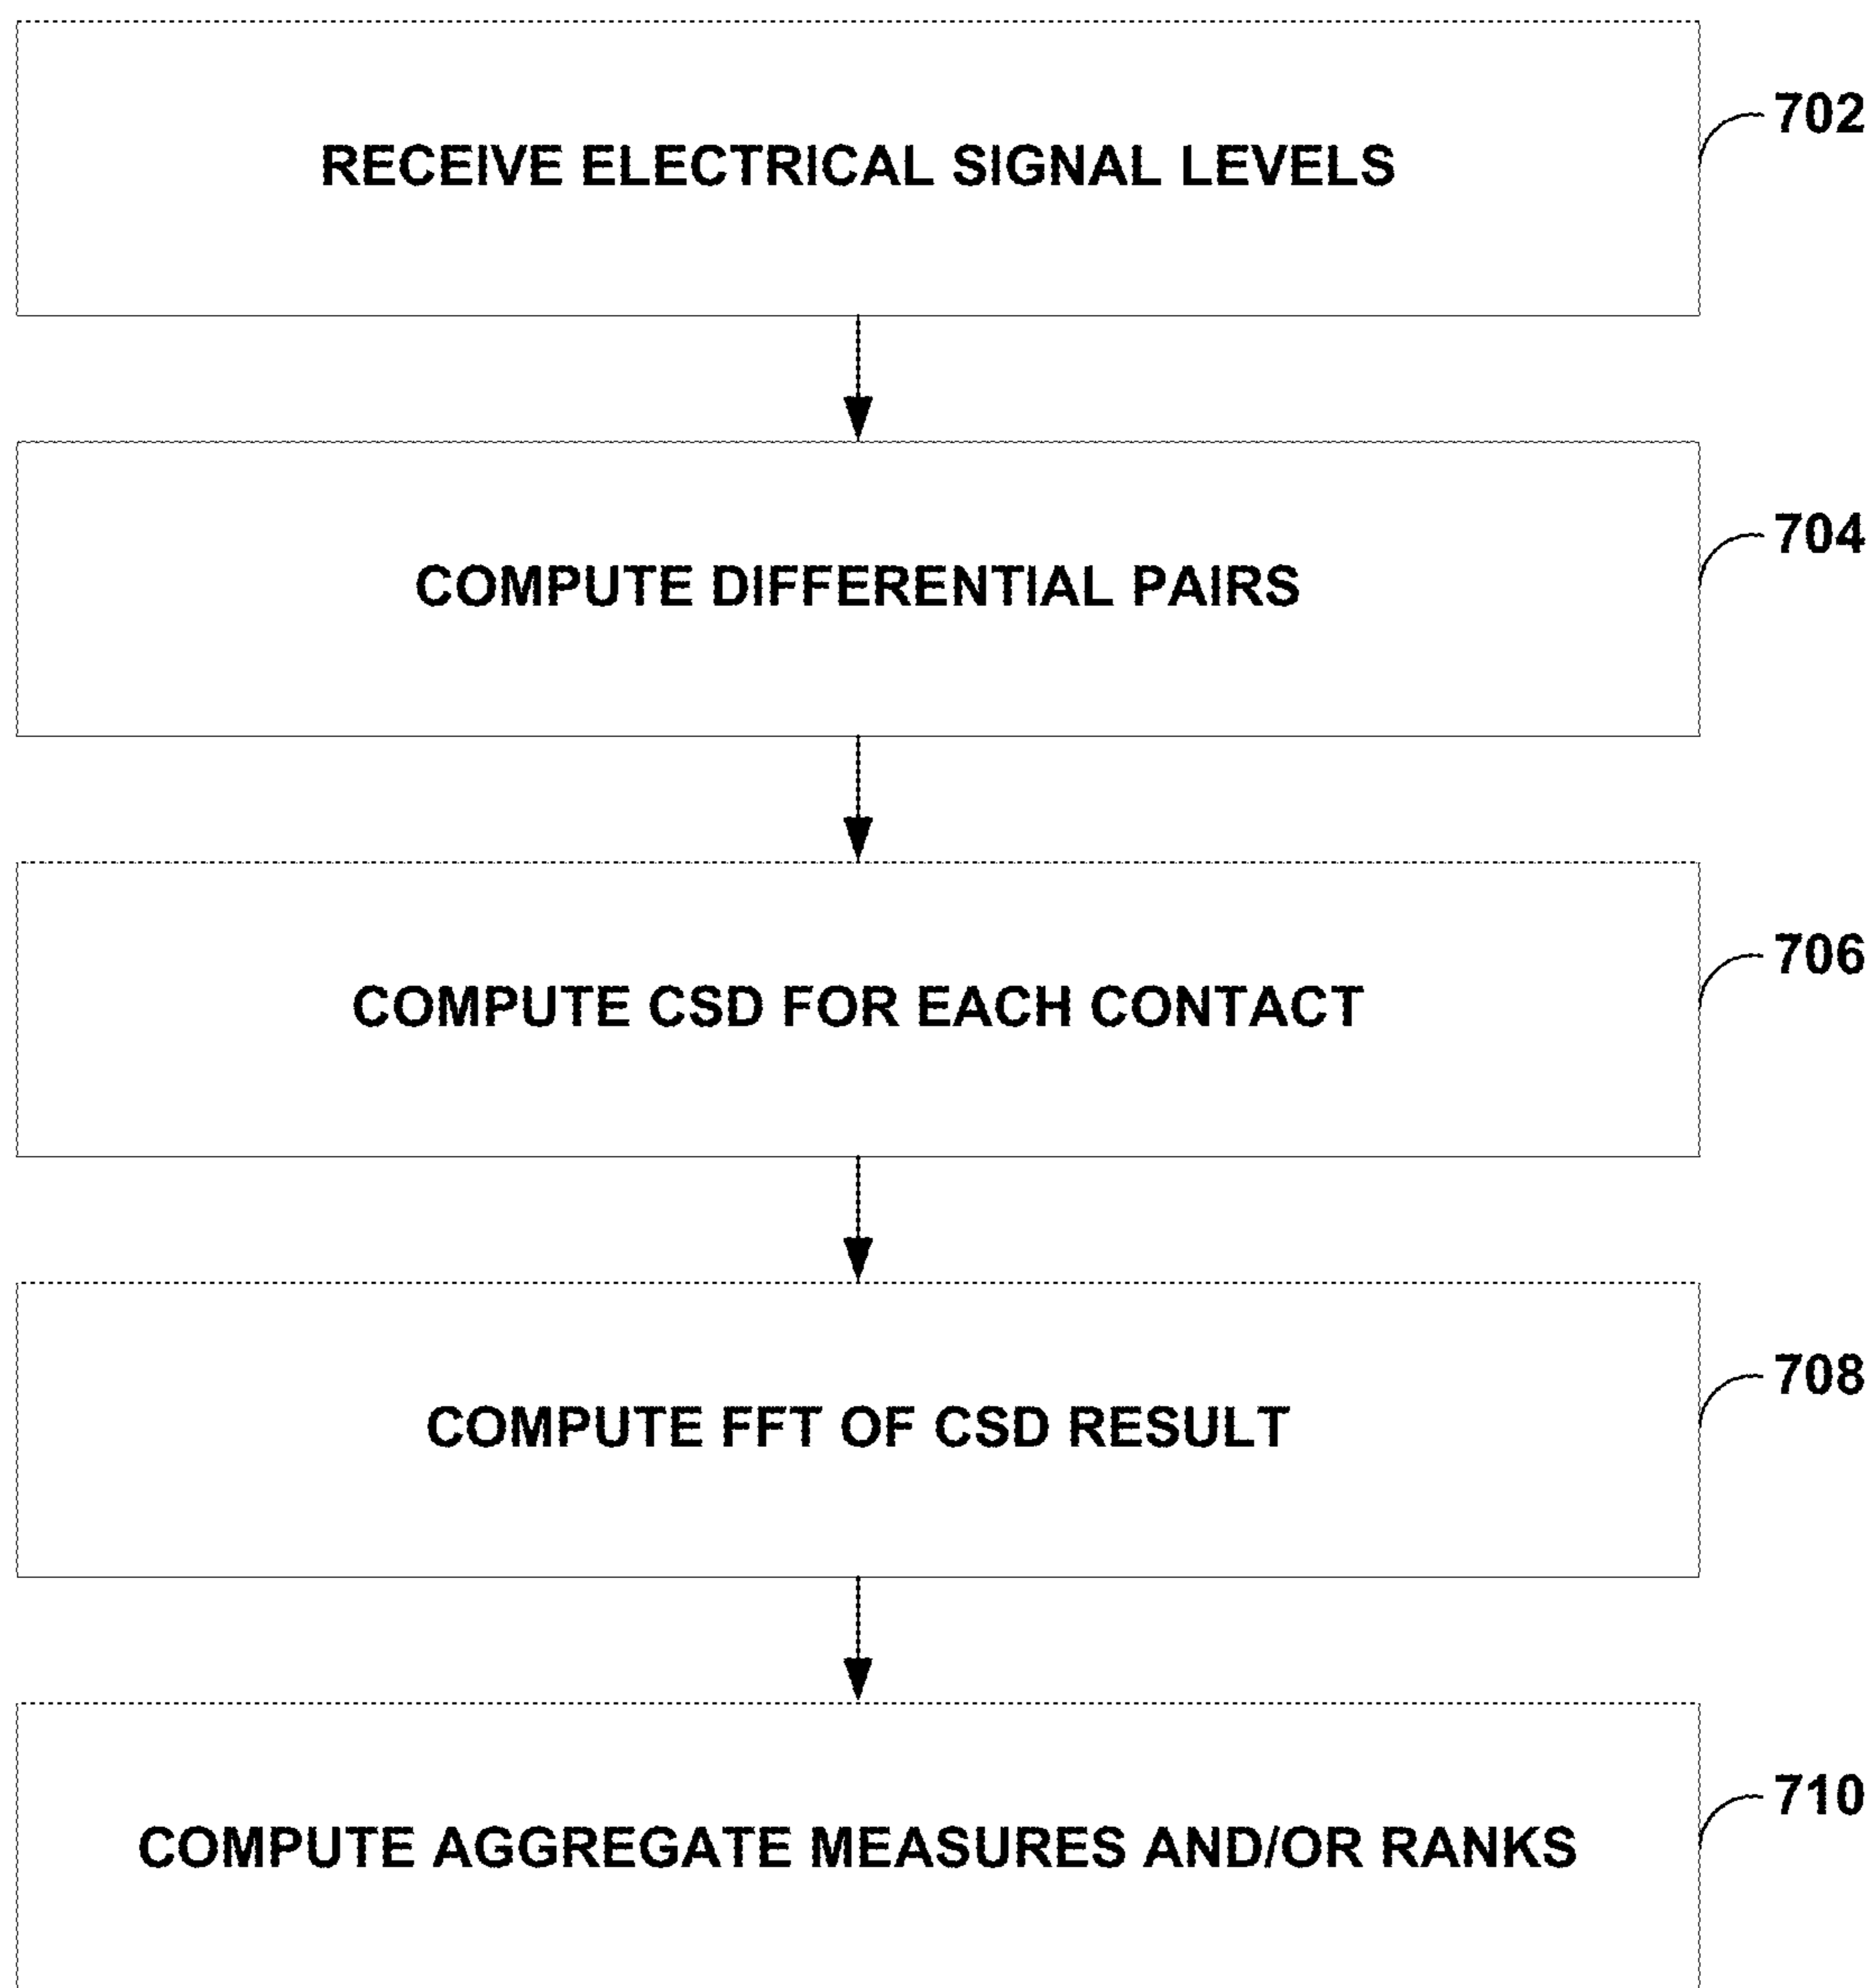 RECEIVE ELECTRICAL SIGNAL LEVELS
702
COMPUTE DIFFERENTIAL PAIRS
704
COMPUTE CSD FOR EACH CONTACT
706
COMPUTE FFT OF CSD RESULT
708
COMPUTE AGGREGATE MEASURES AND/OR RANKS
710